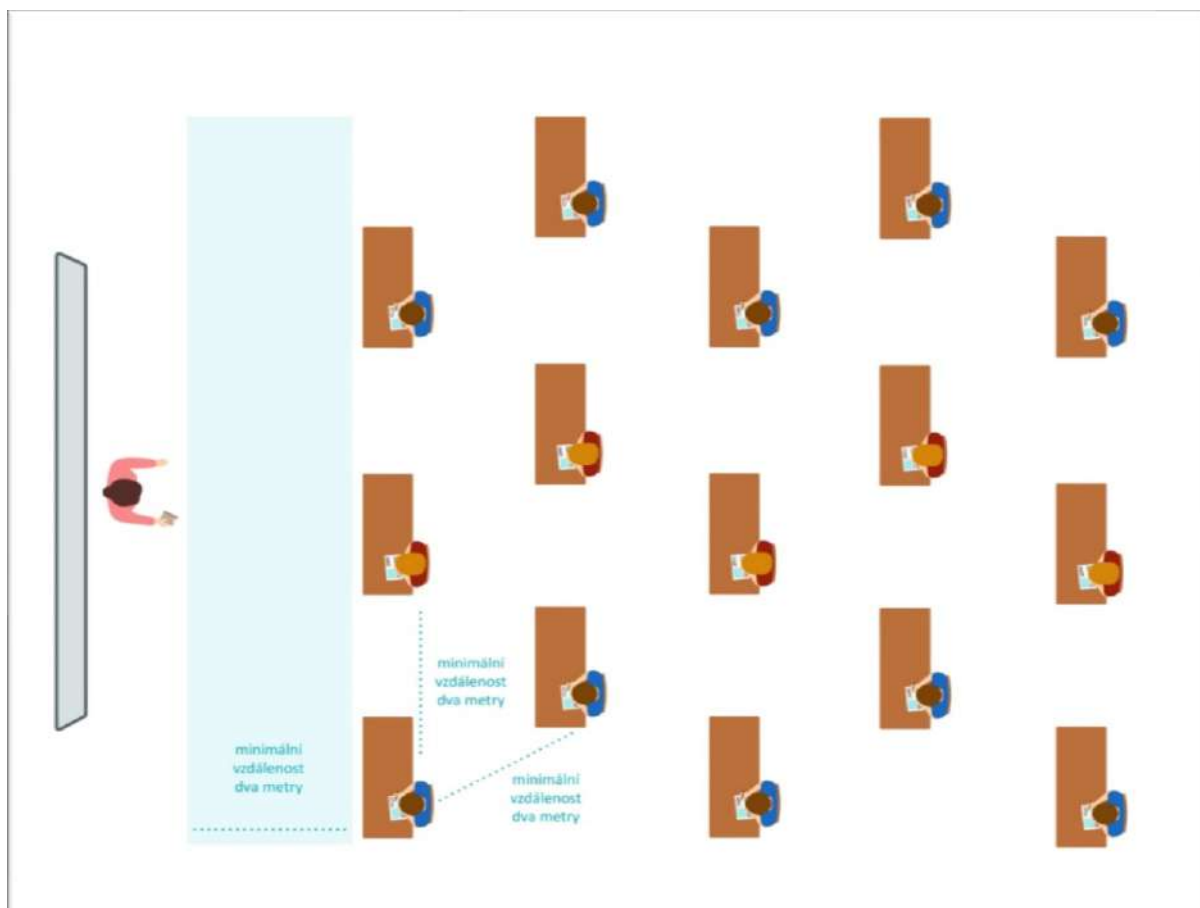 minimální
vzdálenost
dva metry
minimální
vzdálenost
dva metry
minimální
vzdálenost
dva metry